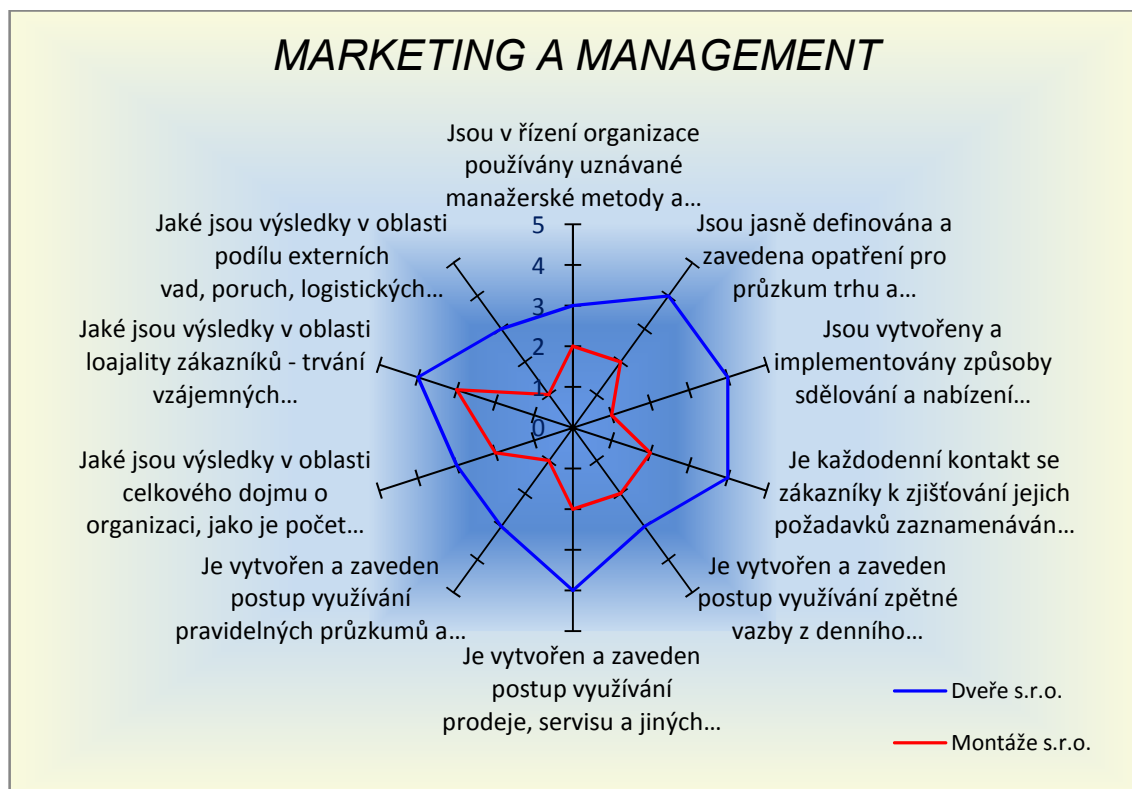 MARKETING A MANAGEMENT
Jsou v řízení organizace
používány uznávané
manažerské metody a...
Jsou jasně definována a
zavedena opatření pro
průzkum trhu a...
Jsou vytvořeny a
implementovány způsoby
sdělování a nabízení...
Je každodenní kontakt se
zákazníky k zjišťování jejich
požadavků zaznamenáván...
Je vytvořen a zaveden
postup využívání zpětné
vazby z denního...
Je vytvořen a zaveden
postup využívání
prodeje, servisu a jiných...
Je vytvořen a zaveden
postup využívání
pravidelných průzkumů a...
Jaké jsou výsledky v oblasti
celkového dojmu o
organizaci, jako je počet...
Jaké jsou výsledky v oblasti
loajality zákazníků - trvání
vzájemných...
Jaké jsou výsledky v oblasti
podílu externích
vad, poruch, logistických...
5
4
3
2
1
0
Dveře s.r.o.
Montáže s.r.o.